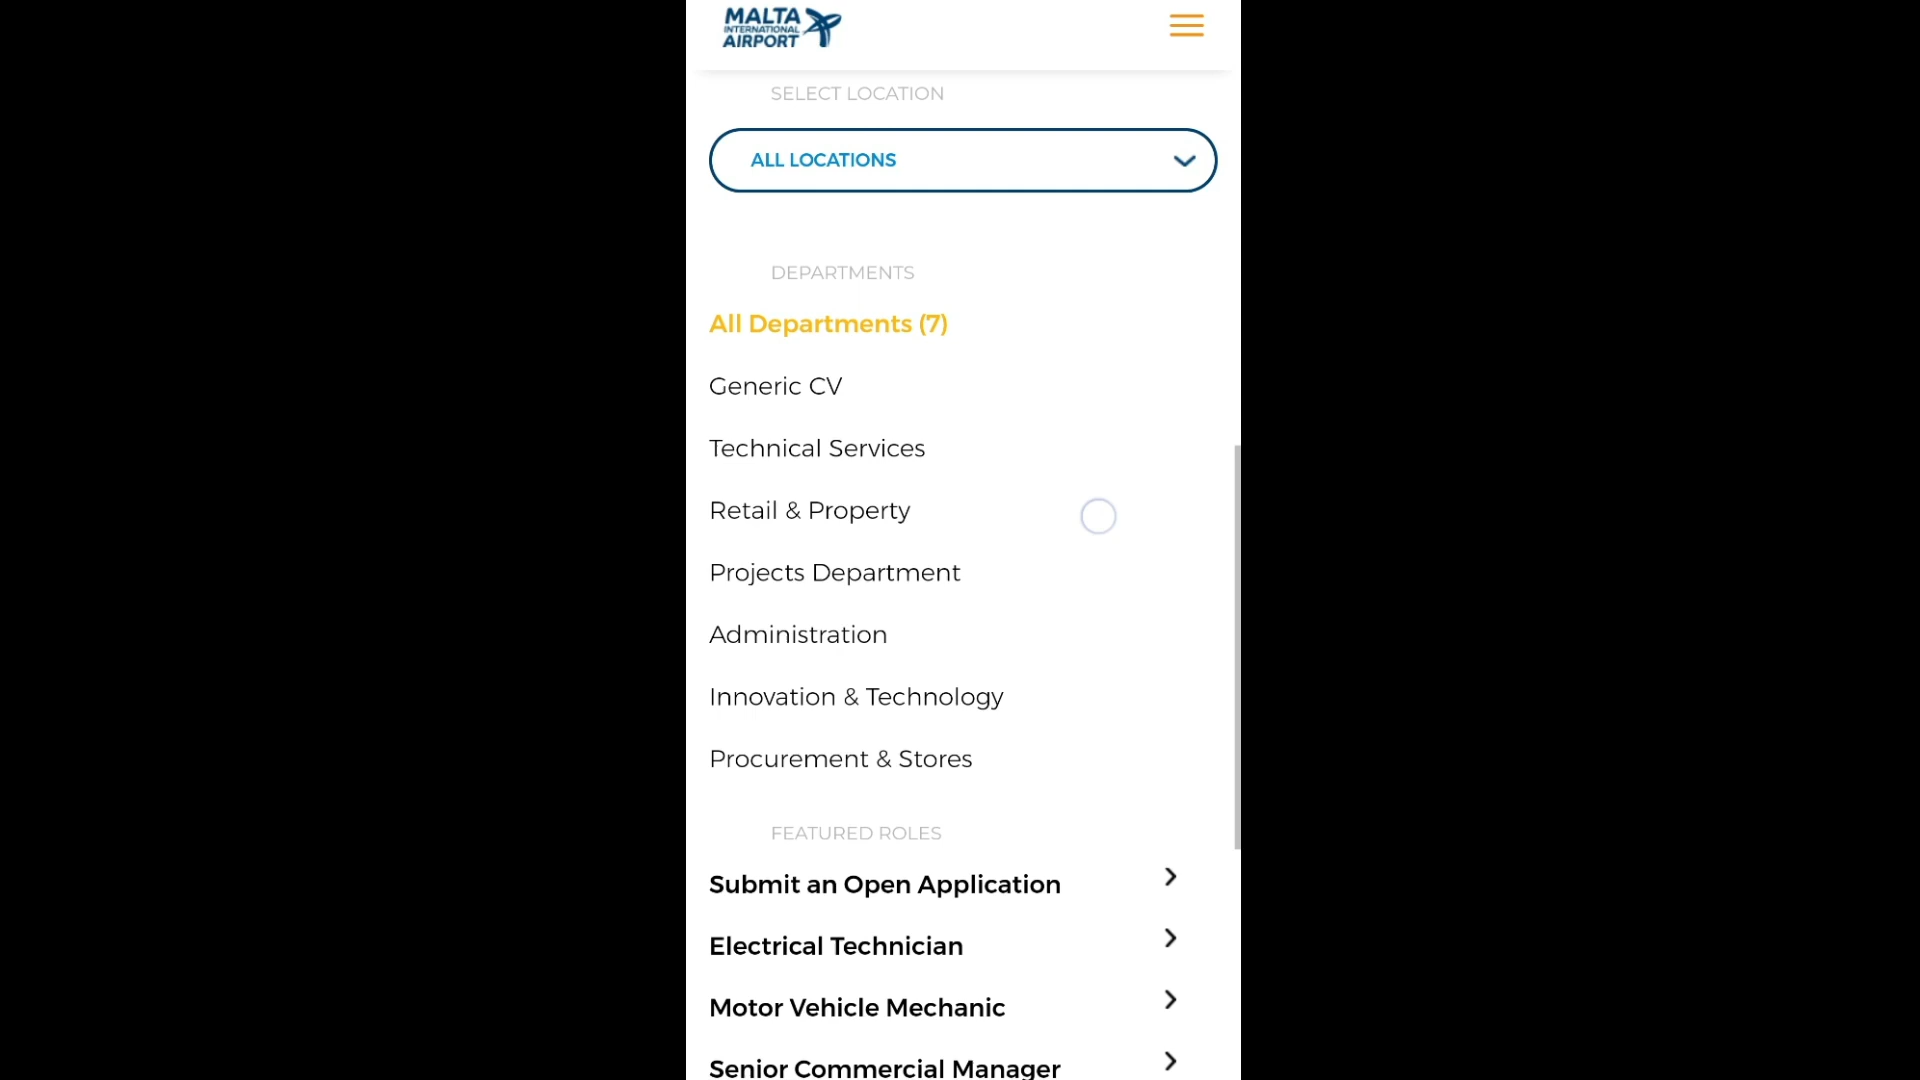 MALTA
INTERNATIONAL
AIRPORT
SELECT LOCATION
ALL LOCATIONS
DEPARTMENTS
All Departments (7)
Generic CV
Technical Services
Retail & Property
Projects Department
Administration
Innovation & Technology
Procurement & Stores
FEATURED ROLES
Submit an Open Application
Electrical Technician
Motor Vehicle Mechanic
Senior Commercial Manager